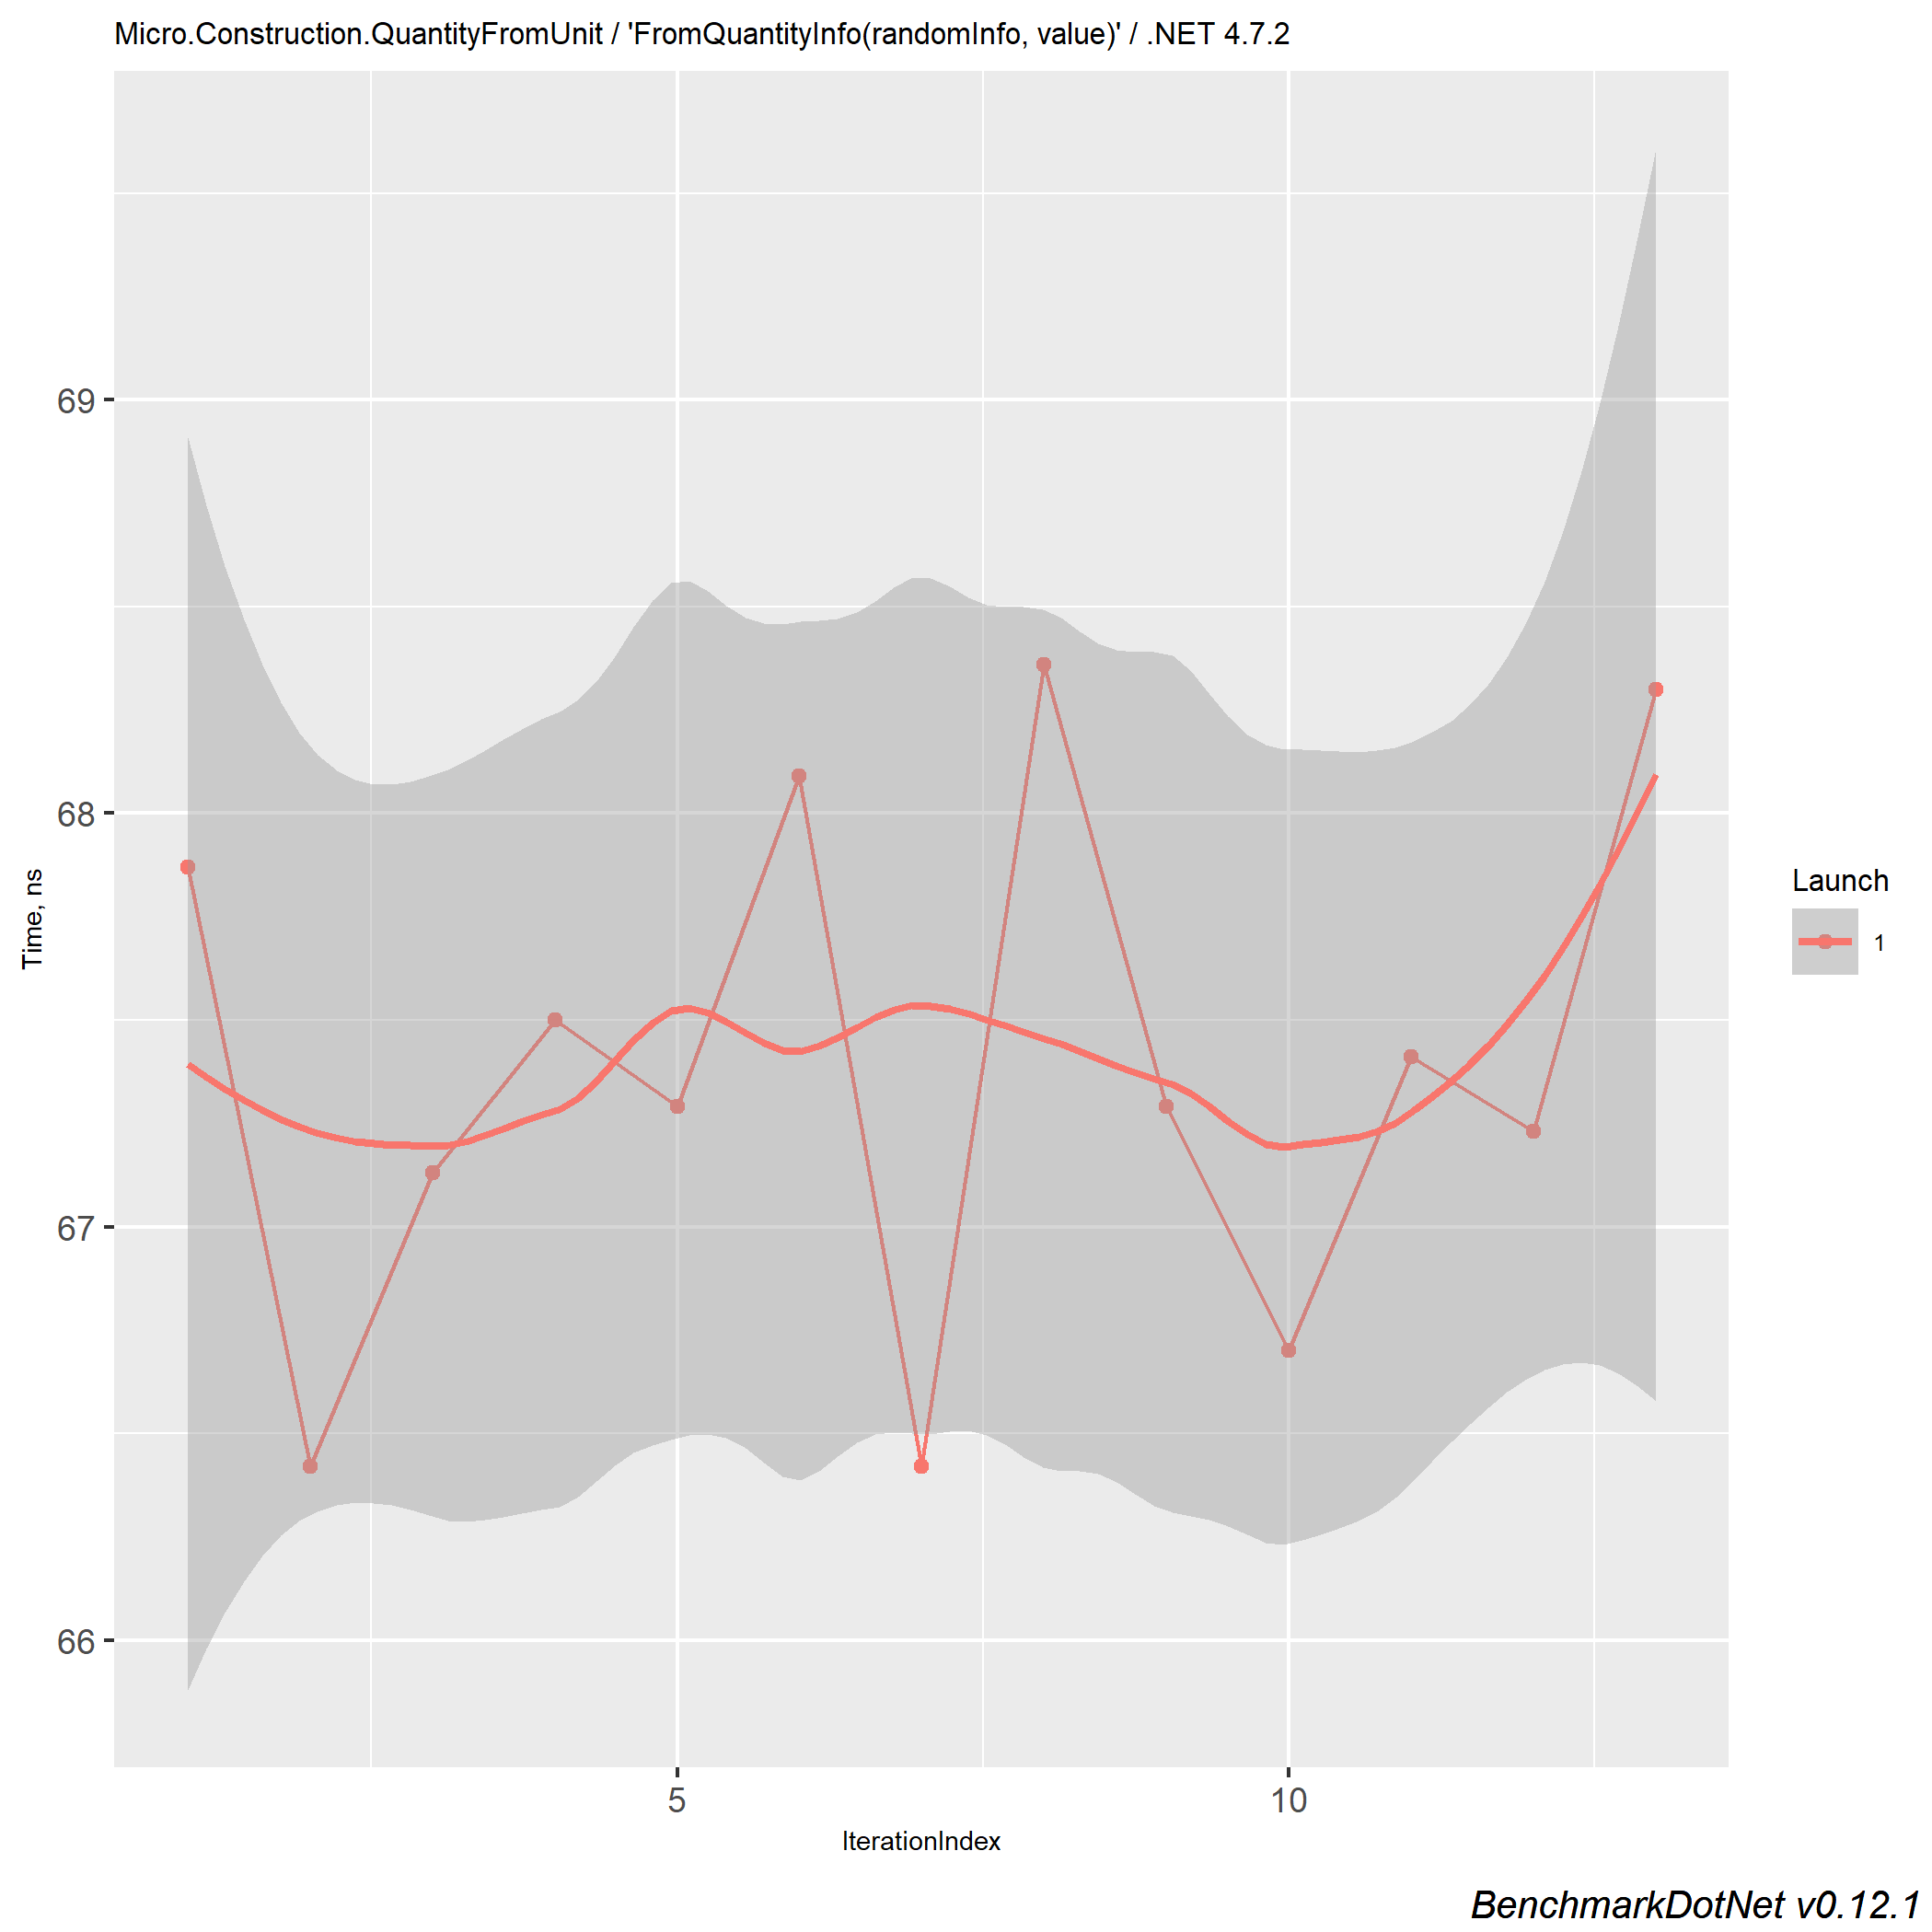 Micro.Construction.QuantityFromUnit / 'FromQuantityInfo(randomInfo, value)' / .NET 4.7.2
69
68
67
66
Time, ns
5
10
IterationIndex
Launch
1
BenchmarkDotNet v0.12.1